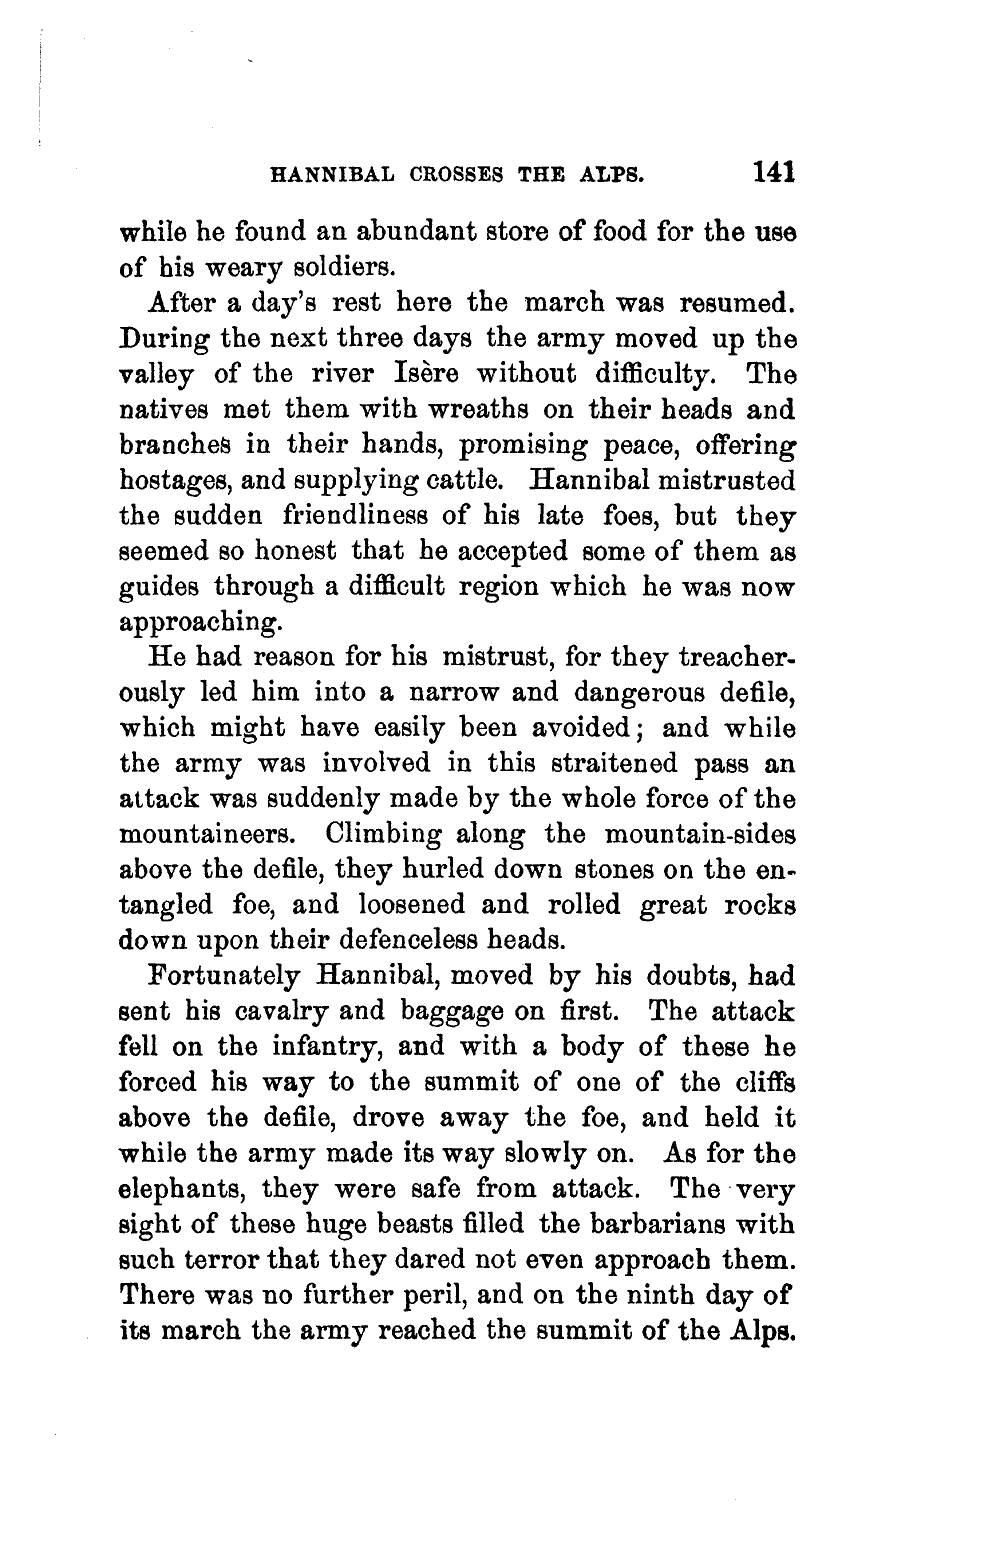 HANNIBAL CROSSES THE ALPS. 141
while he found an abundant store of food for the use
of his weary soldiers.
After a day's rest here the march was resumed.
During the next three days the army moved up the
valley of the river Isère without difficulty. The
natives met them with wreaths on their heads and
branches in their hands, promising peace, offering
hostages, and supplying cattle. Hannibal mistrusted
the sudden friendliness of his late foes, but they
seemed so honest that he accepted some of them as
guides through a difficult region which he was now
approaching.
He had reason for his mistrust, for they treacher-
ously led him into a narrow and dangerous defile,
which might have easily been avoided; and while
the army was involved in this straitened pass an
attack was suddenly made by the whole force of the
mountaineers. Climbing along the mountain-sides
above the defile, they hurled down stones on the en-
tangled foe, and loosened and rolled great rocks
down upon their defenceless heads.
Fortunately Hannibal, moved by his doubts, had
sent his cavalry and baggage on first. The attack
fell on the infantry, and with a body of these he
forced his way to the summit of one of the cliffs
above the defile, drove away the foe, and held it
while the army made its way slowly on. As for the
elephants, they were safe from attack. The very
sight of these huge beasts filled the barbarians with
such terror that they dared not even approach them.
There was no further peril, and on the ninth day of
its march the army reached the summit of the Alps.